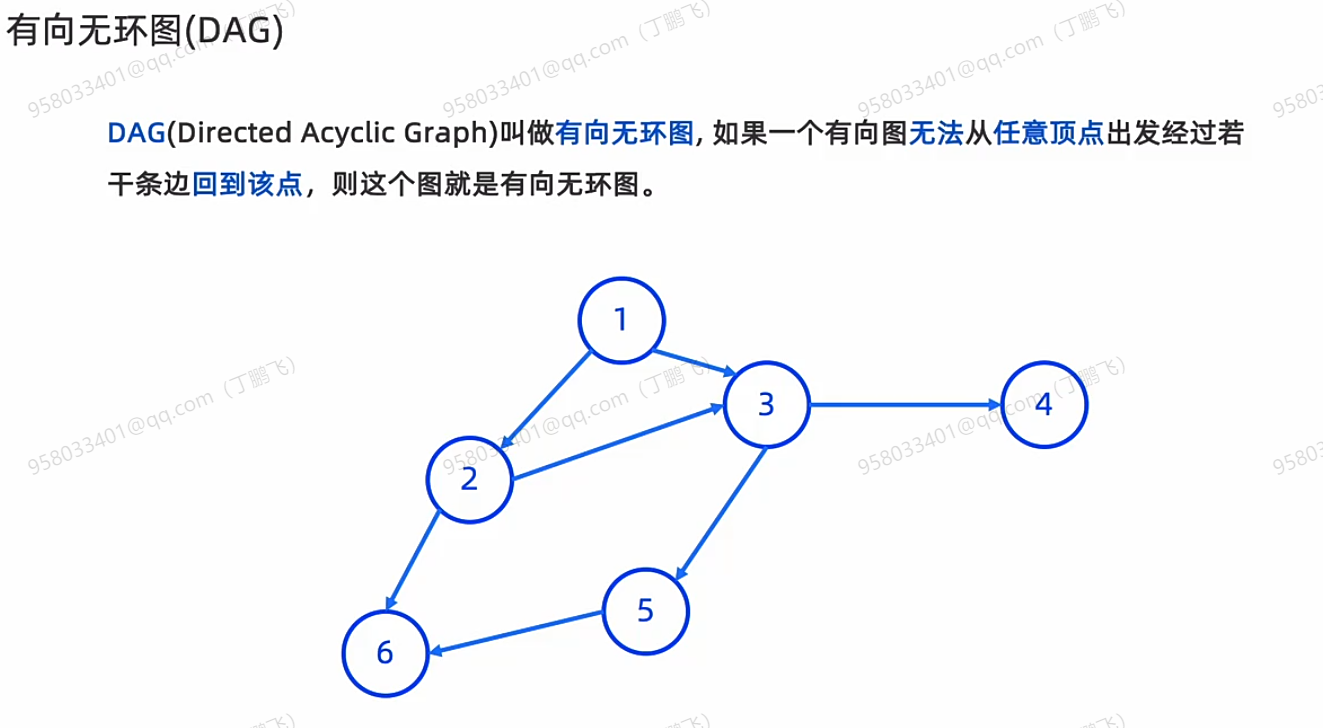 有向无环图(DAG)
DAG(Directed Acyclic Graph)叫做有向无环图, 如果一个有向图无法从任意顶点出发经过若
干条边回到该点，则这个图就是有向无环图。
1
3
4
2
5
6
958033401@qq.com（丁鹏飞）
958033401@qq.com（丁鹏飞）
958033401@qq.com（丁鹏飞）
95803
958033401@qq.com（丁鹏飞）
958033401@qq.com（丁鹏飞）
958033401@qq.com（丁鹏飞）
95803